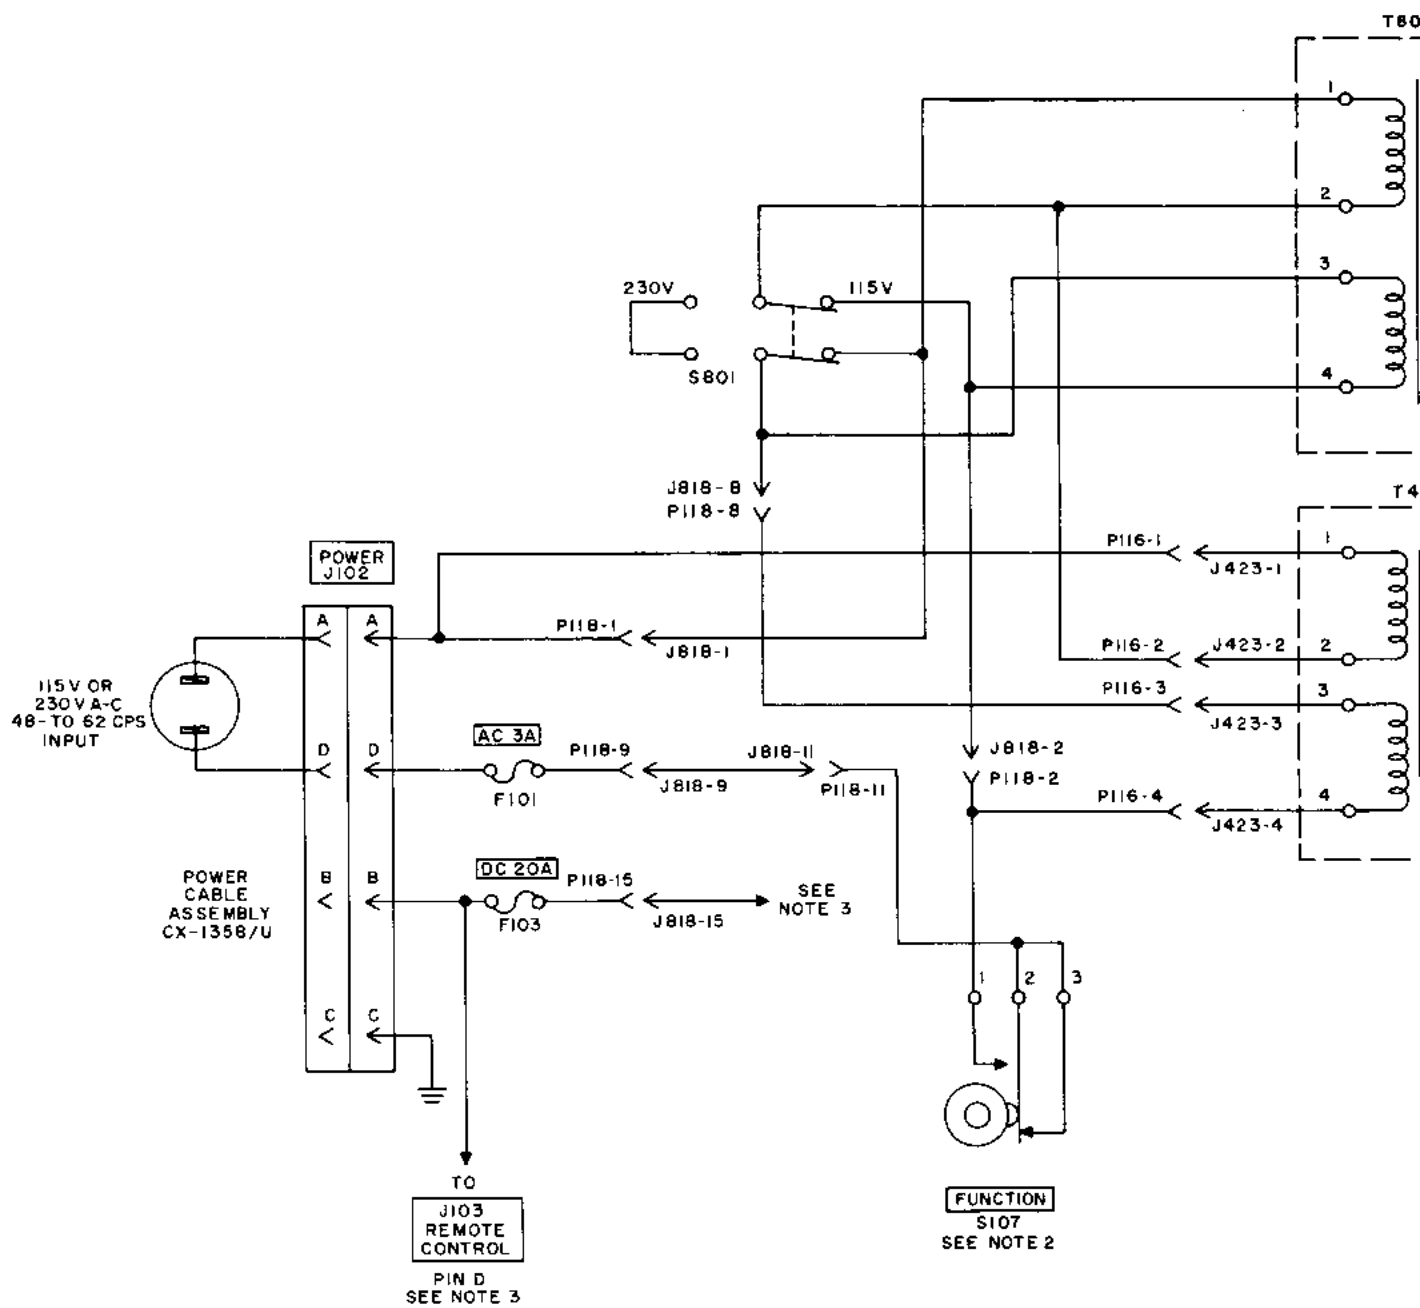 T80
1
2
3
230V
115V
4
S801
J818-8
P118-8
T4
POWER
J102
P116-1
1
J423-1
A
A
P118-1
J818-1
P116-2
J423-2
2
115V OR
230V A-C
48- TO 62 CPS
INPUT
P116-3
3
J423-3
D
D
AC 3A
P118-9
J818-11
J818-2
F101
J818-9
P118-11
P118-2
P116-4
4
J423-4
POWER
CABLE
ASSEMBLY
CX-1358/U
B
B
DC 20A
P118-15
SEE
NOTE 3
F103
J818-15
1
2
3
C
C
TO
J103
REMOTE
CONTROL
PIN D
SEE NOTE 3
FUNCTION
S107
SEE NOTE 2